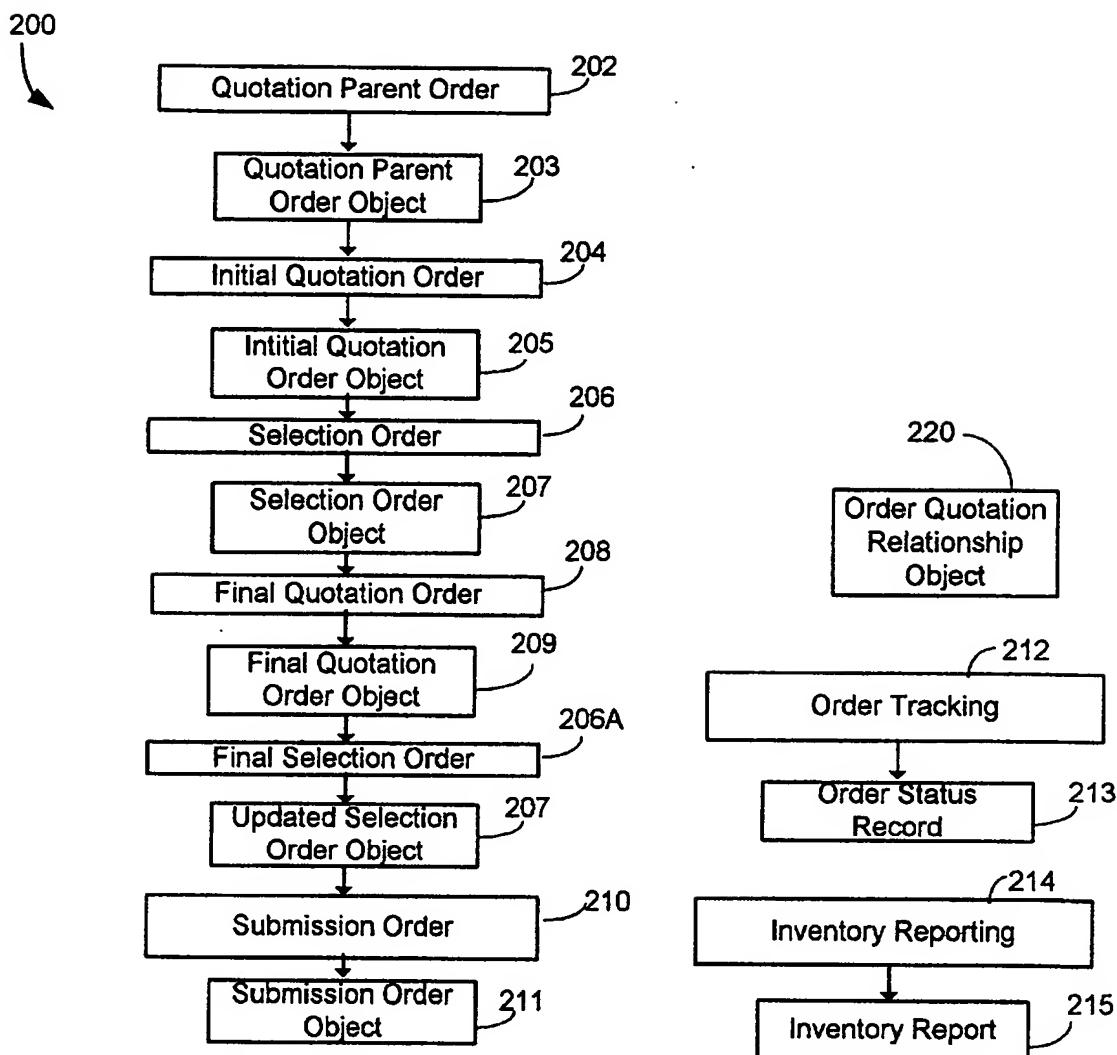 200
Quotation Parent Order
202
Quotation Parent
Order Object
203
Initial Quotation Order
204
Intitial Quotation
Order Object
205
Selection Order
206
Selection Order
Object
207
Final Quotation Order
208
Final Quotation
Order Object
209
Final Selection Order
206A
Updated Selection
Order Object
207
Submission Order
210
Submission Order
Object
211
220
Order Quotation
Relationship
Object
212
Order Tracking
Order Status
Record
213
214
Inventory Reporting
Inventory Report
215